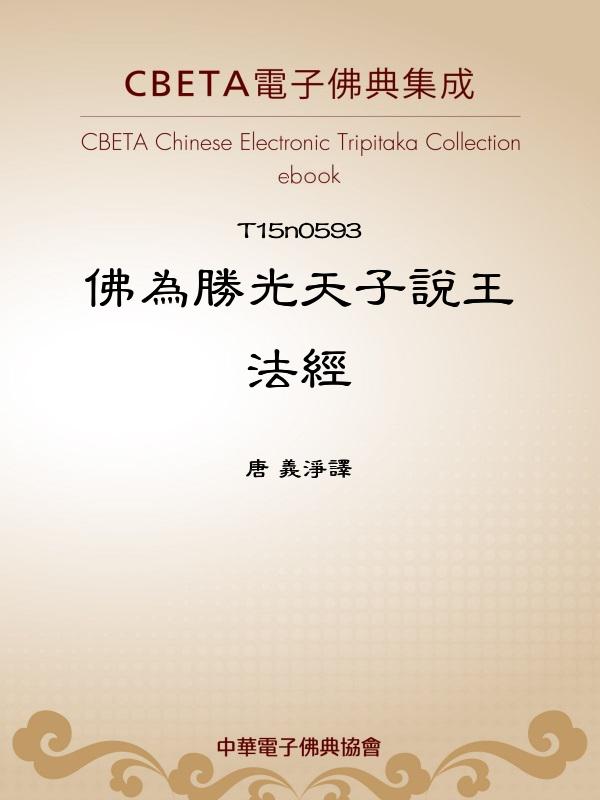 CBETA電子佛典集成
CBETA Chinese Electronic Tripitaka Collection
ebook
T15n0593
佛為勝光天子說王
法經
唐 義淨譯
中華電子佛典協會